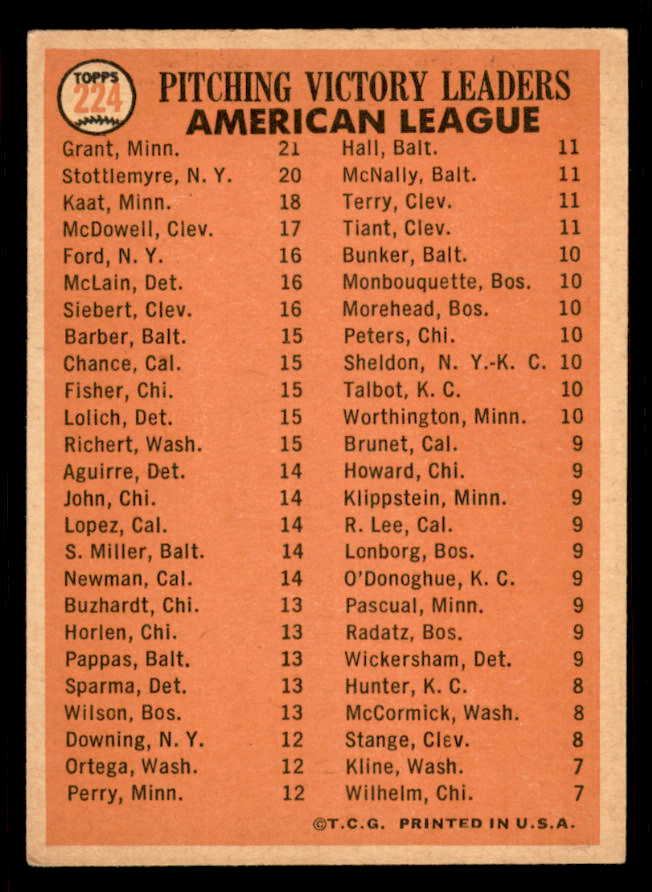 TOPPS
224
PITCHING VICTORY LEADERS
AMERICAN LEAGUE
Grant, Minn. 21
Stottlemyre, N. Y. 20
Kaat, Minn. 18
McDowell, Clev. 17
Ford, N. Y. 16
McLain, Det. 16
Siebert, Clev. 16
Barber, Balt. 15
Chance, Cal. 15
Fisher, Chi. 15
Lolich, Det. 15
Richert, Wash. 15
Aguirre, Det. 14
John, Chi. 14
Lopez, Cal. 14
S. Miller, Balt. 14
Newman, Cal. 14
Buzhardt, Chi. 13
Horlen, Chi. 13
Pappas, Balt. 13
Sparma, Det. 13
Wilson, Bos. 13
Downing, N. Y. 12
Ortega, Wash. 12
Perry, Minn. 12
Hall, Balt. 11
McNally, Balt. 11
Terry, Clev. 11
Tiant, Clev. 11
Bunker, Balt. 10
Monbouquette, Bos. 10
Morehead, Bos. 10
Peters, Chi. 10
Sheldon, N. Y.-K. C. 10
Talbot, K. C. 10
Worthington, Minn. 10
Brunet, Cal. 9
Howard, Chi. 9
Klippstein, Minn. 9
R. Lee, Cal. 9
Lonborg, Bos. 9
O'Donoghue, K. C. 9
Pascual, Minn. 9
Radatz, Bos. 9
Wickersham, Det. 9
Hunter, K. C. 8
McCormick, Wash. 8
Stange, Clev. 8
Kline, Wash. 7
Wilhelm, Chi. 7
©T.C.G. PRINTED IN U.S.A.